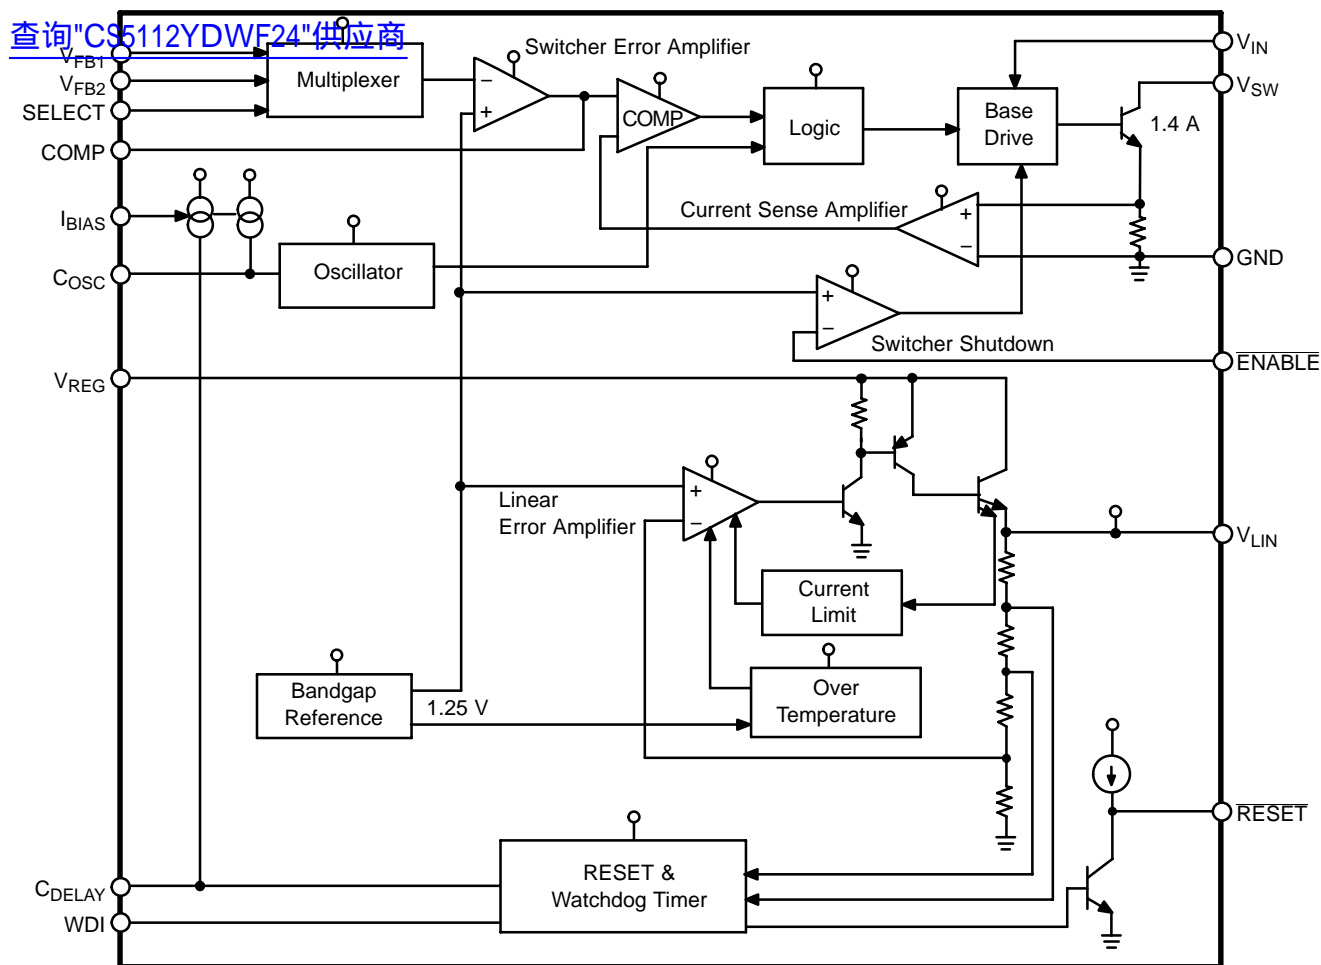 查询"CS5112YDWF24"供应商
VFB1
VFB2
SELECT
COMP
IBIAS
COSC
VREG
CDELAY
WDI
Multiplexer
Switcher Error Amplifier
−
+
COMP
Logic
Base
Drive
1.4 A
VIN
VSW
GND
ENABLE
VLIN
RESET
Current Sense Amplifier
+
−
Oscillator
+
−
Switcher Shutdown
Linear
Error Amplifier
+
−
Current
Limit
Over
Temperature
Bandgap
Reference
1.25 V
RESET &
Watchdog Timer